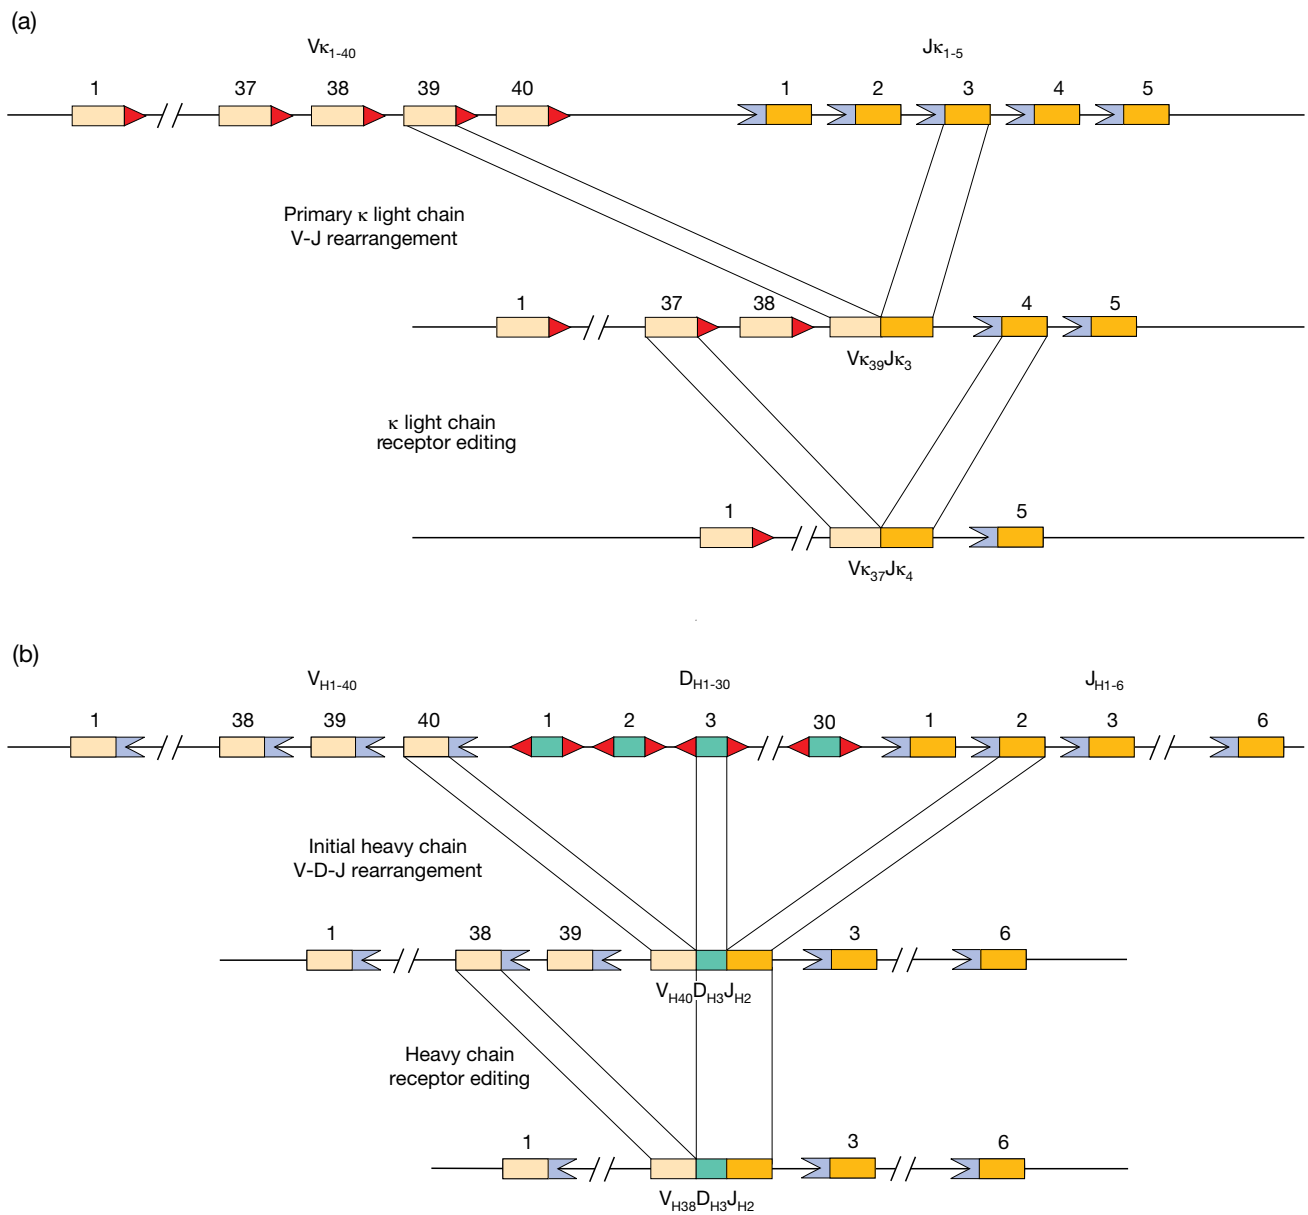 (a)
Vκ1-40 Jκ1-5
1 37 38 39 40 1 2 3 4 5
Primary κ light chain
V-J rearrangement
1 37 38 4 5
Vκ39Jκ3
κ light chain
receptor editing
1 5
Vκ37Jκ4
(b)
VH1-40 DH1-30 JH1-6
1 38 39 40 1 2 3 30 1 2 3 6
Initial heavy chain
V-D-J rearrangement
1 38 39 3 6
VH40DH3JH2
Heavy chain
receptor editing
1 3 6
VH38DH3JH2